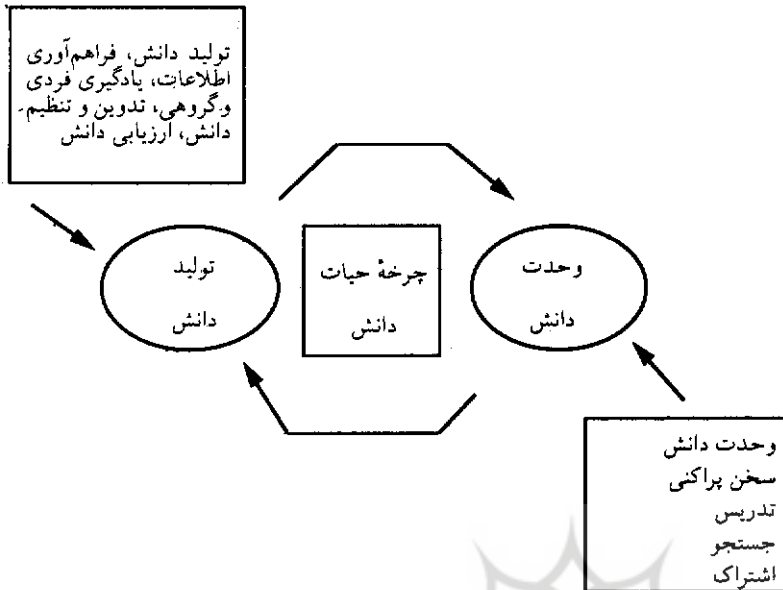 تولید دانش، فراهم‌آوری
اطلاعات، یادگیری فردی
و گروهی، تدوین و تنظیم
دانش، ارزیابی دانش
تولید
دانش
چرخهٔ حیات
دانش
وحدت
دانش
وحدت دانش
سخن پراکنی
تدریس
جستجو
اشتراک